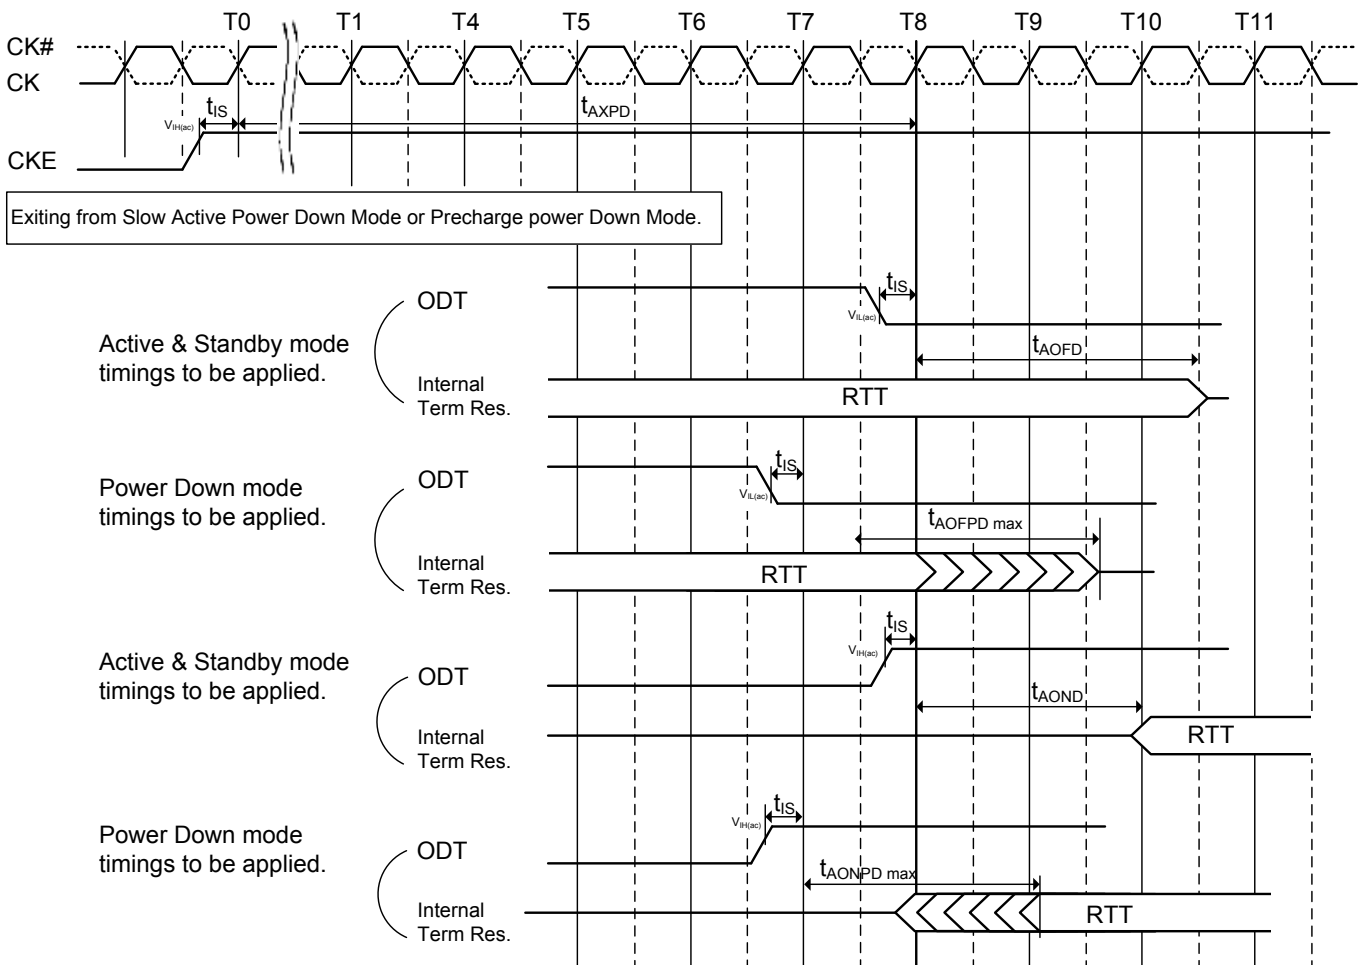 T0 T1 T4 T5 T6 T7 T8 T9 T10 T11
CK#
CK
tIS
tAXPD
VIH(ac)
CKE
Exiting from Slow Active Power Down Mode or Precharge power Down Mode.
tIS
ODT
VIL(ac)
Active & Standby mode
timings to be applied.
tAOFD
Internal
Term Res.
RTT
tIS
ODT
VIL(ac)
Power Down mode
timings to be applied.
tAOFPD max
Internal
Term Res.
RTT
tIS
VIH(ac)
Active & Standby mode
timings to be applied.
ODT
tAOND
Internal
Term Res.
RTT
tIS
VIH(ac)
Power Down mode
timings to be applied.
ODT
tAONPD max
Internal
Term Res.
RTT